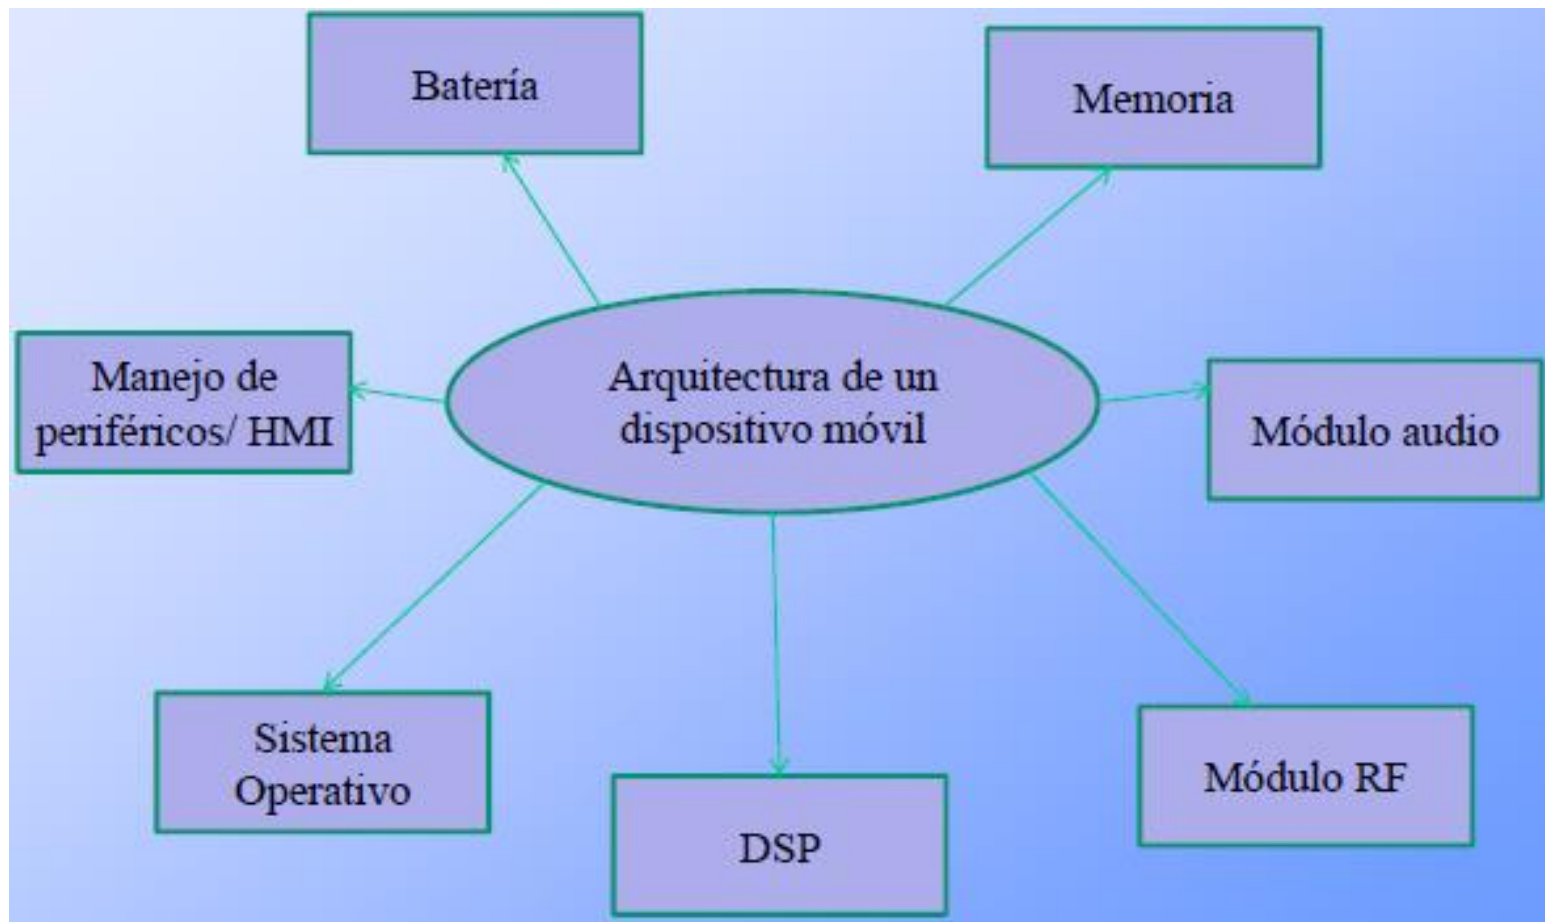 Batería
Memoria
Manejo de
periféricos/ HMI
Arquitectura de un
dispositivo móvil
Módulo audio
Sistema
Operativo
DSP
Módulo RF